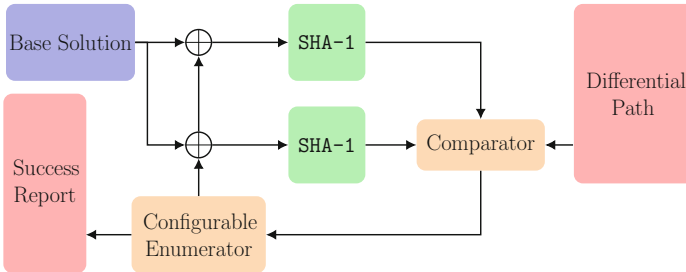 Base Solution
SHA-1
Differential
Path
SHA-1
Comparator
Success
Report
Configurable
Enumerator